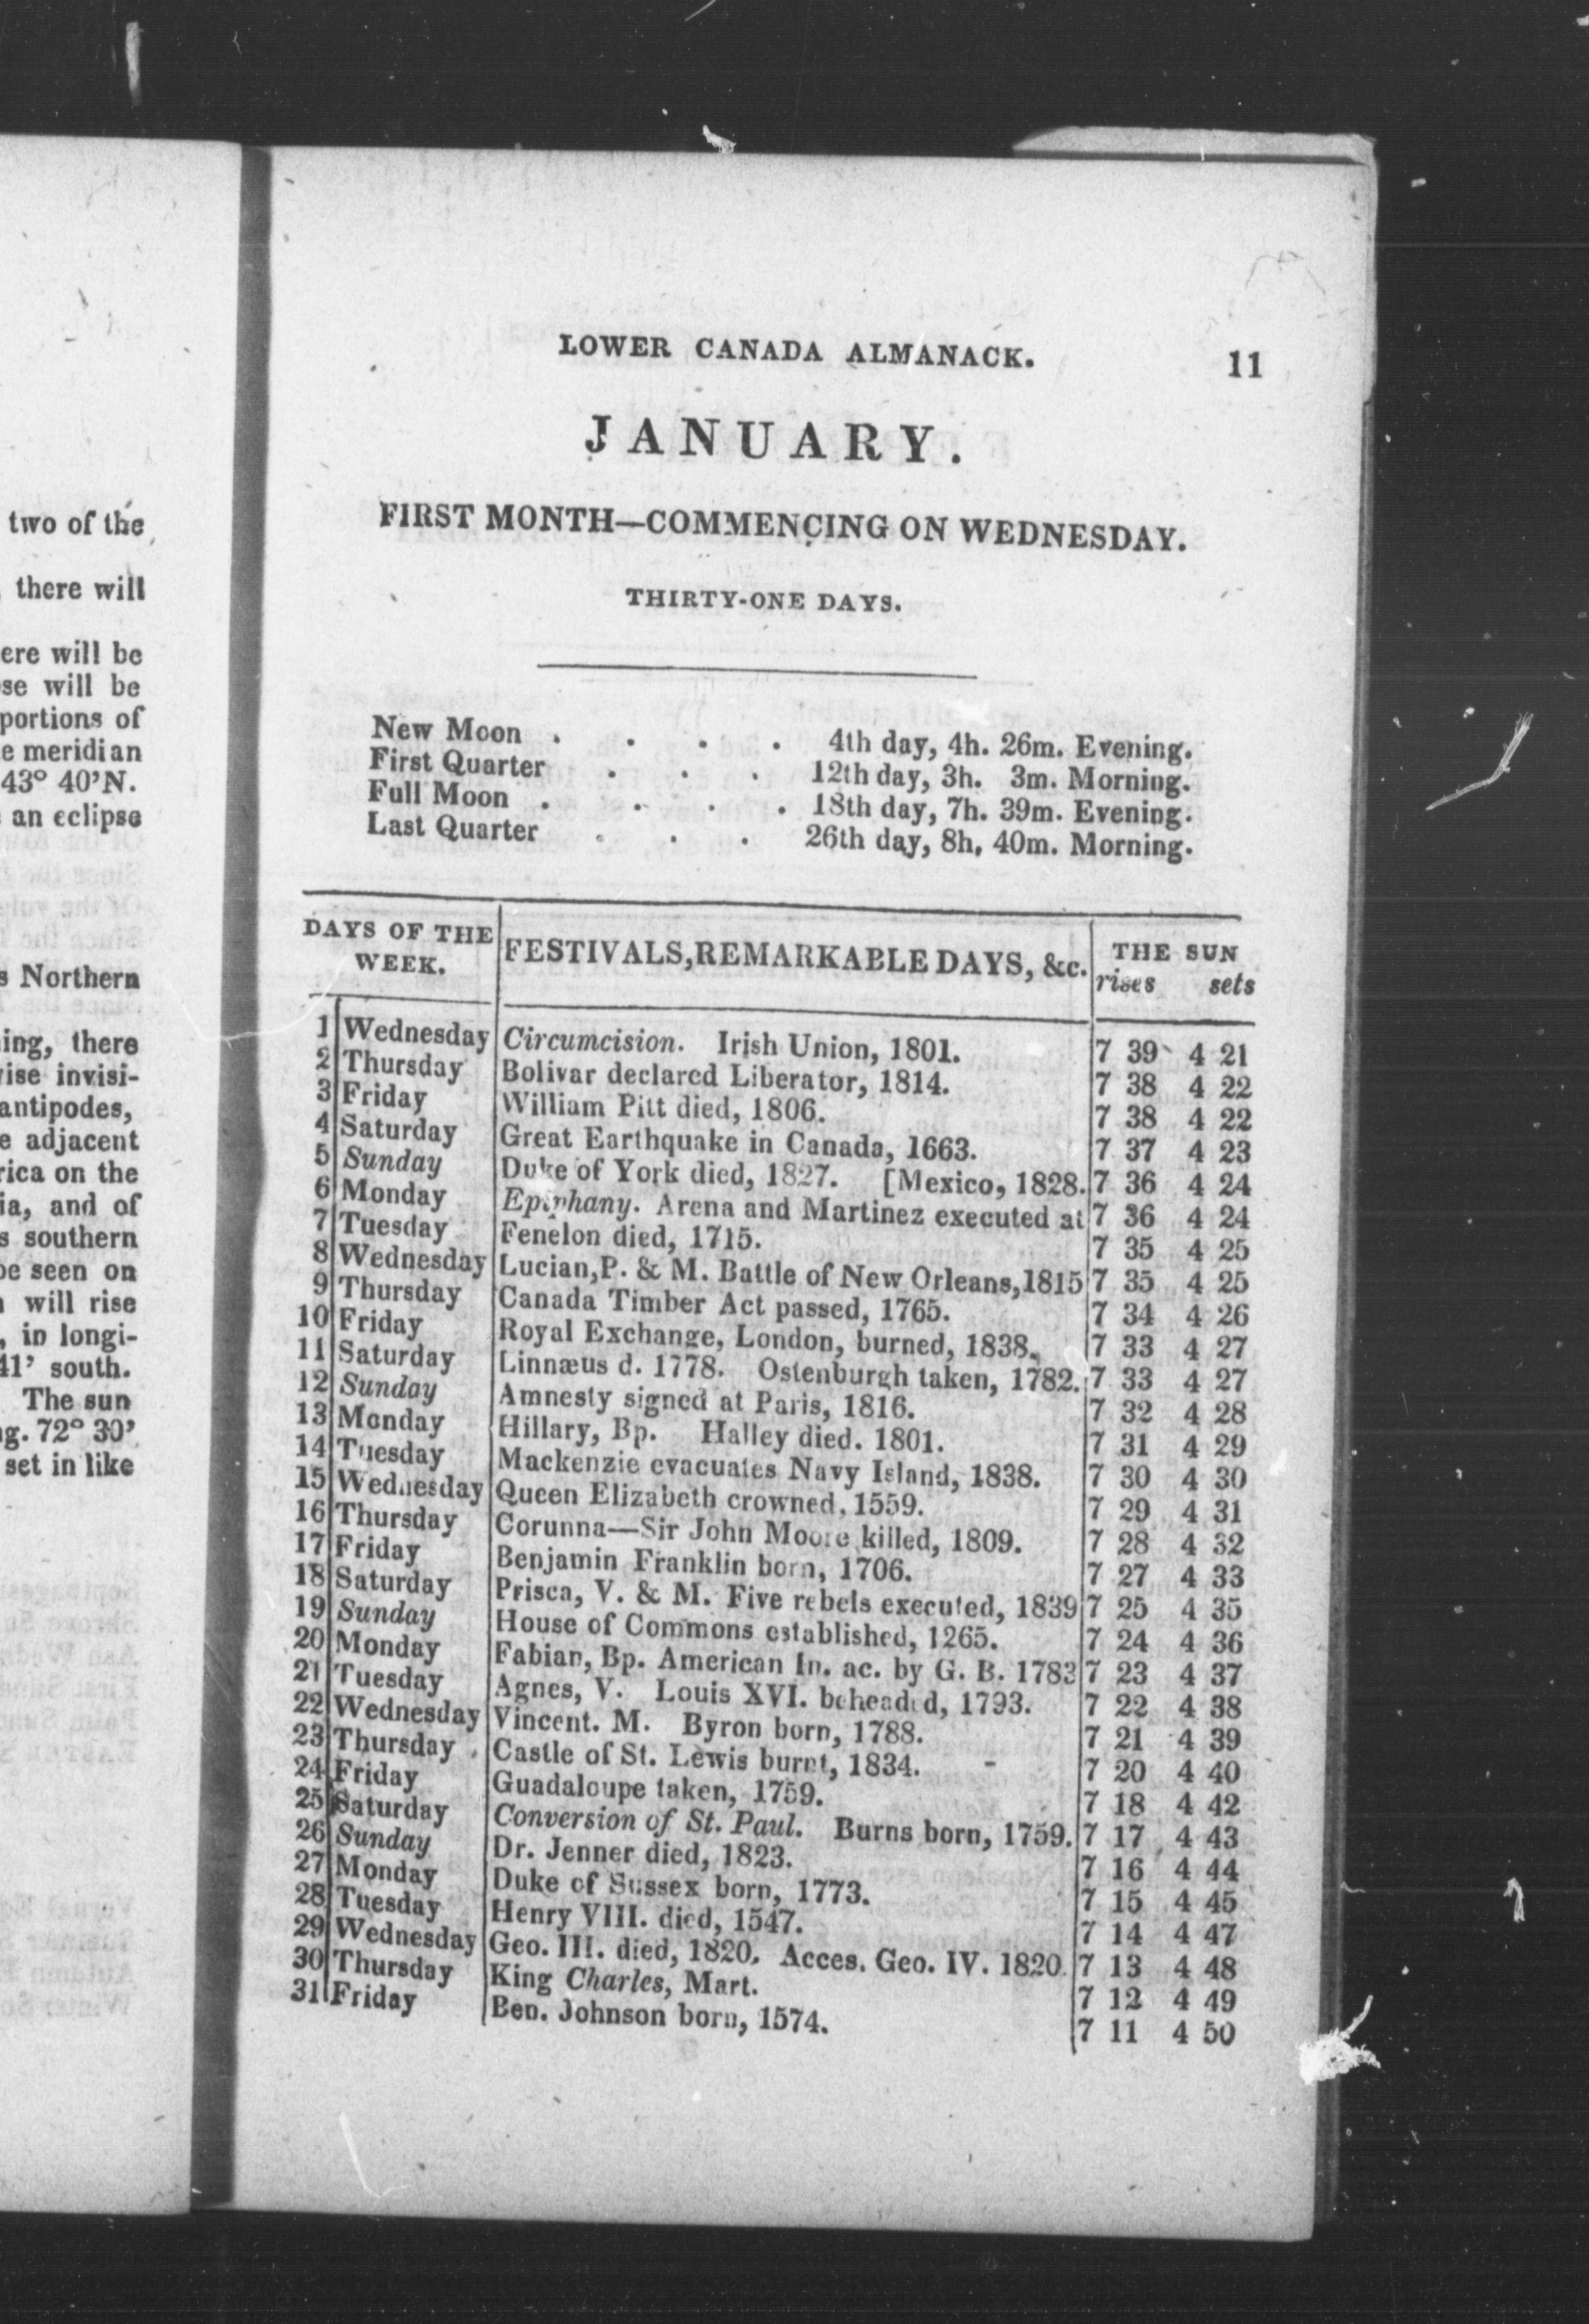 two of the
there will
ere will be
se will be
portions of
e meridian
43° 40’N.
an eclipse
s Northern
ing, there
ise invisi-
antipodes,
e adjacent
rica on the
ia, and of
s southern
be seen on
will rise
, in longi-
41’ south.
The sun
g. 72° 30’
set in like
LOWER CANADA ALMANACK. 11
JANUARY.
FIRST MONTH—COMMENCING ON WEDNESDAY.
THIRTY-ONE DAYS.
New Moon . . . . 4th day, 4h. 26m. Evening.
First Quarter . . . 12th day, 3h. 3m. Morning.
Full Moon . . . . 18th day, 7h. 39m. Evening.
Last Quarter . . . 26th day, 8h, 40m. Morning.
DAYS OF THE WEEK. FESTIVALS, REMARKABLE DAYS, &c. THE SUN
rises sets
1 Wednesday Circumcision. Irish Union, 1801. 7 39 4 21
2 Thursday Bolivar declared Liberator, 1814. 7 38 4 22
3 Friday William Pitt died, 1806. 7 38 4 22
4 Saturday Great Earthquake in Canada, 1663. 7 37 4 23
5 Sunday Duke of York died, 1827. [Mexico, 1828. 7 36 4 24
6 Monday Epiphany. Arena and Martinez executed at 7 36 4 24
7 Tuesday Fenelon died, 1715. 7 35 4 25
8 Wednesday Lucian, P. & M. Battle of New Orleans, 1815 7 35 4 25
9 Thursday Canada Timber Act passed, 1765. 7 34 4 26
10 Friday Royal Exchange, London, burned, 1838. 7 33 4 27
11 Saturday Linnæus d. 1778. Ostenburgh taken, 1782. 7 33 4 27
12 Sunday Amnesty signed at Paris, 1816. 7 32 4 28
13 Monday Hillary, Bp. Halley died. 1801. 7 31 4 29
14 Tuesday Mackenzie evacuates Navy Island, 1838. 7 30 4 30
15 Wednesday Queen Elizabeth crowned, 1559. 7 29 4 31
16 Thursday Corunna—Sir John Moore killed, 1809. 7 28 4 32
17 Friday Benjamin Franklin born, 1706. 7 27 4 33
18 Saturday Prisca, V. & M. Five rebels executed, 1839 7 25 4 35
19 Sunday House of Commons established, 1265. 7 24 4 36
20 Monday Fabian, Bp. American In. ac. by G. B. 1783 7 23 4 37
21 Tuesday Agnes, V. Louis XVI. beheaded, 1793. 7 22 4 38
22 Wednesday Vincent. M. Byron born, 1788. 7 21 4 39
23 Thursday Castle of St. Lewis burnt, 1834. 7 20 4 40
24 Friday Guadaloupe taken, 1759. 7 18 4 42
25 Saturday Conversion of St. Paul. Burns born, 1759. 7 17 4 43
26 Sunday Dr. Jenner died, 1823. 7 16 4 44
27 Monday Duke of Sussex born, 1773. 7 15 4 45
28 Tuesday Henry VIII. died, 1547. 7 14 4 47
29 Wednesday Geo. III. died, 1820. Acces. Geo. IV. 1820. 7 13 4 48
30 Thursday King Charles, Mart. 7 12 4 49
31 Friday Ben. Johnson born, 1574. 7 11 4 50